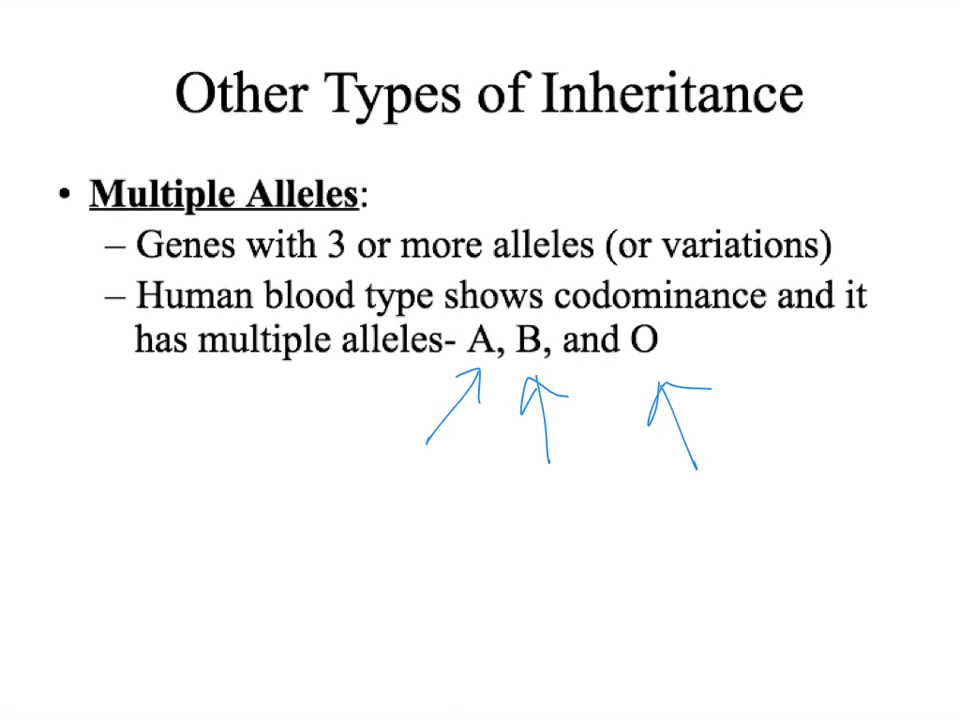 Other Types of Inheritance
• Multiple Alleles:
– Genes with 3 or more alleles (or variations)
– Human blood type shows codominance and it
has multiple alleles- A, B, and O